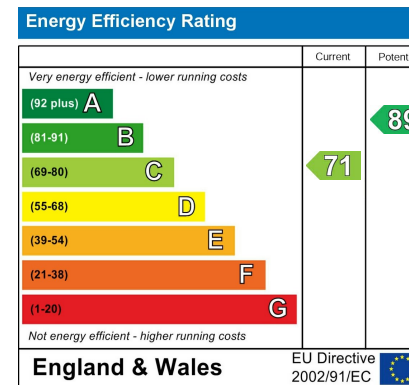 Energy Efficiency Rating
Current
Very energy efficient - lower running costs
(92 plus) A
(81-91) B
89
(69-80) C
71
(55-68) D
(39-54) E
(21-38) F
(1-20) G
Not energy efficient - higher running costs
England & Wales
EU Directive
2002/91/EC